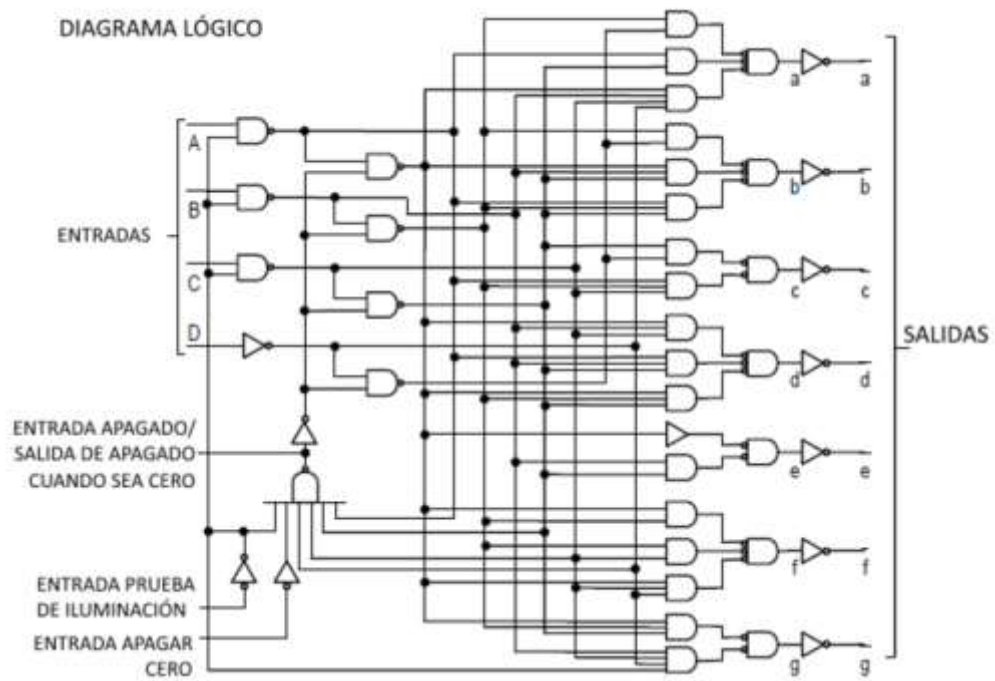 DIAGRAMA LÓGICO
a
a
A
b
b
B
ENTRADAS
C
c
c
D
SALIDAS
d
d
ENTRADA APAGADO/
SALIDA DE APAGADO
CUANDO SEA CERO
e
e
f
f
ENTRADA PRUEBA
DE ILUMINACIÓN
ENTRADA APAGAR
CERO
g
g